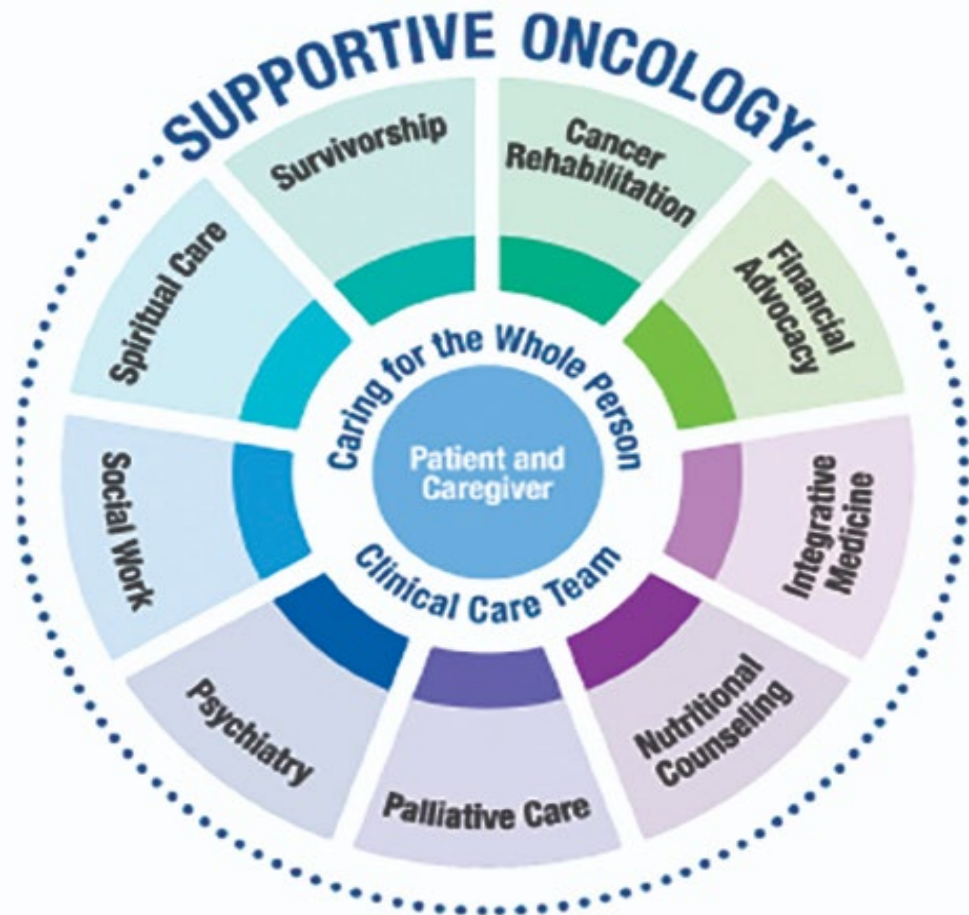 SUPPORTIVE ONCOLOGY
Survivorship
Cancer
Rehabilitation
Financial
Advocacy
Integrative
Medicine
Nutritional
Counseling
Palliative Care
Psychiatry
Social Work
Spiritual Care
Caring for the Whole Person
Patient and
Caregiver
Clinical Care Team